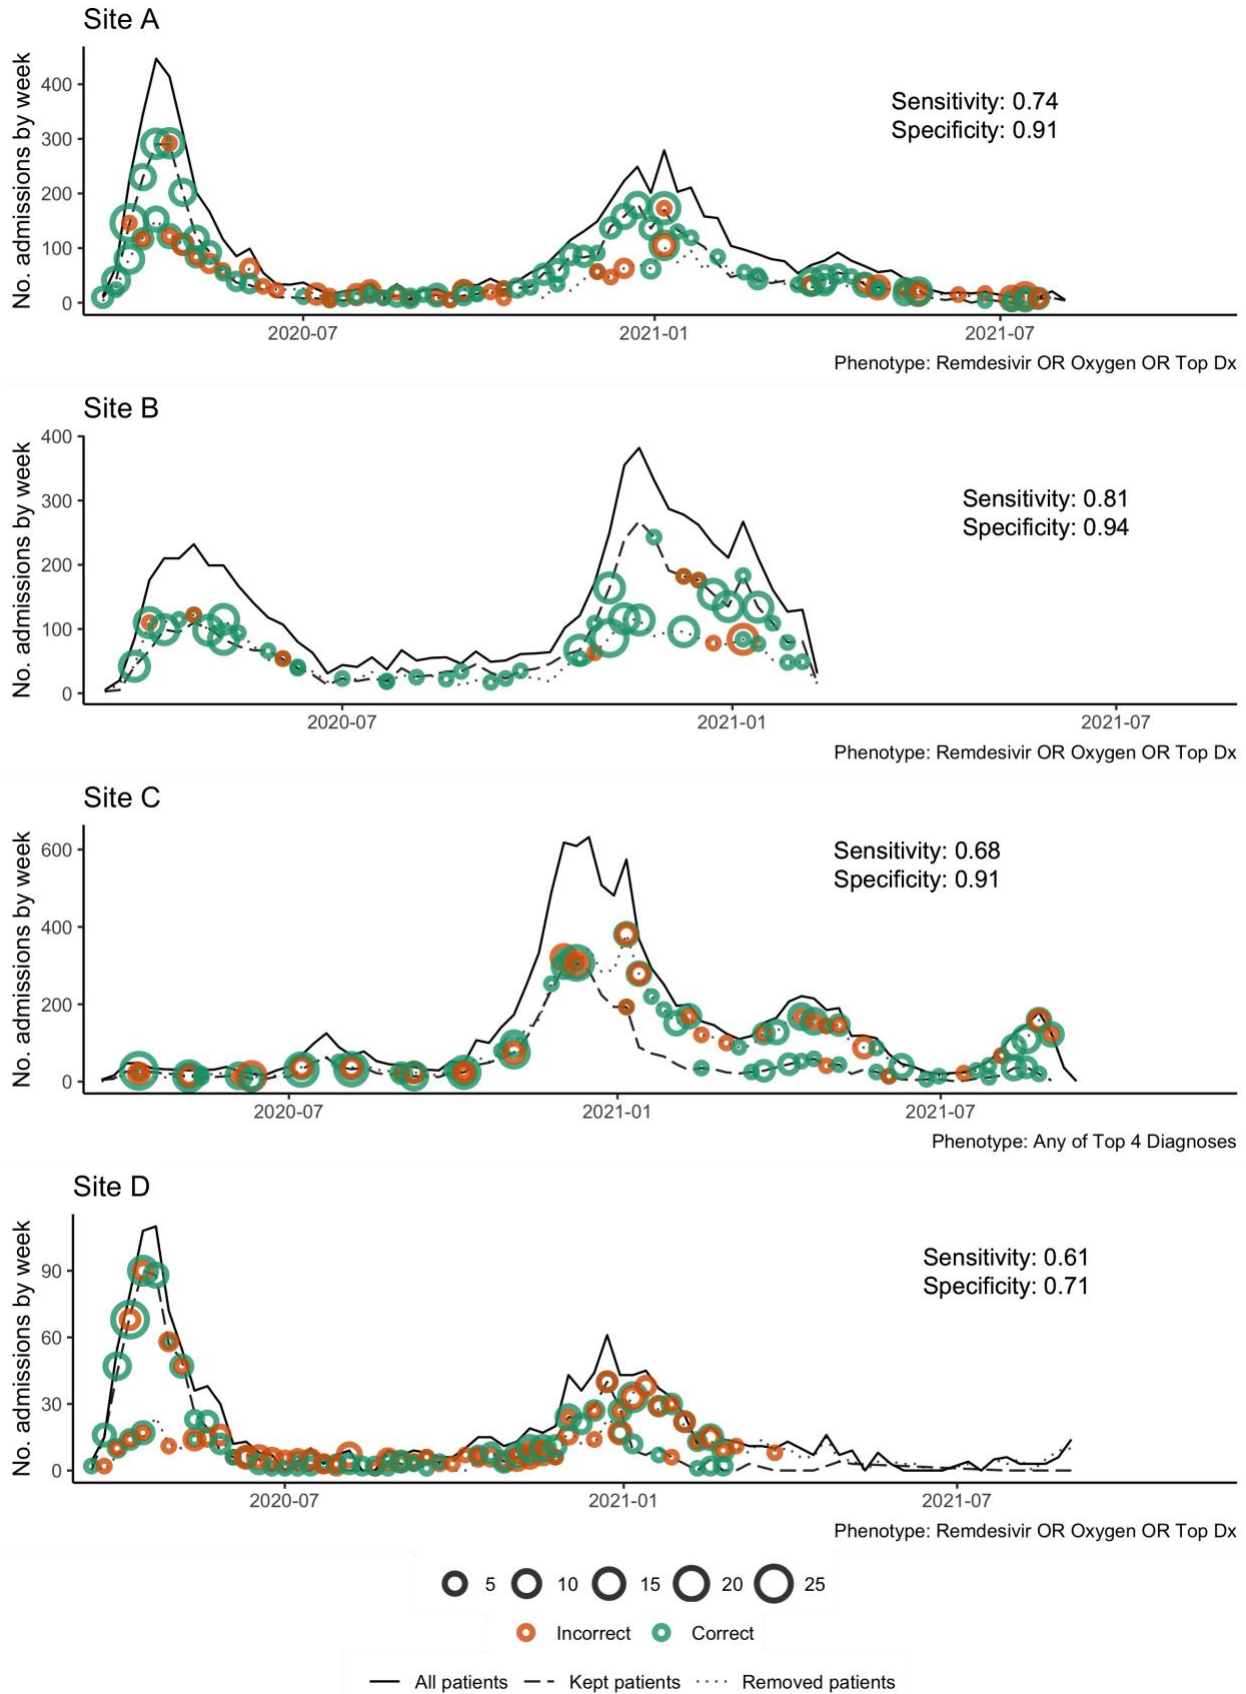 Site A
No. admissions by week
400
300
200
100
0
Sensitivity: 0.74
Specificity: 0.91
2020-07 2021-01 2021-07
Phenotype: Remdesivir OR Oxygen OR Top Dx
Site B
No. admissions by week
400
300
200
100
0
Sensitivity: 0.81
Specificity: 0.94
2020-07 2021-01 2021-07
Phenotype: Remdesivir OR Oxygen OR Top Dx
Site C
No. admissions by week
600
400
200
0
Sensitivity: 0.68
Specificity: 0.91
2020-07 2021-01 2021-07
Phenotype: Any of Top 4 Diagnoses
Site D
No. admissions by week
90
60
30
0
Sensitivity: 0.61
Specificity: 0.71
2020-07 2021-01 2021-07
Phenotype: Remdesivir OR Oxygen OR Top Dx
5 10 15 20 25
Incorrect Correct
All patients Kept patients Removed patients